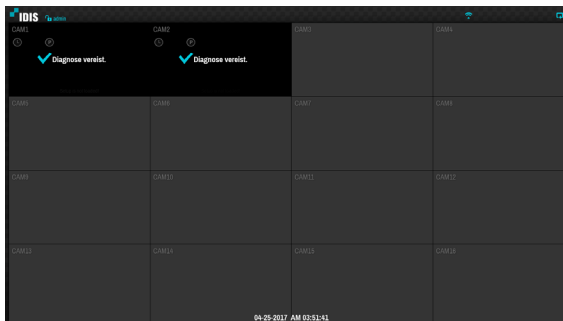 IDIS admin
CAM1 CAM2 CAM3 CAM4
Diagnose vereist. Diagnose vereist.
CAM5 CAM6 CAM7 CAM8
CAM9 CAM10 CAM11 CAM12
CAM13 CAM14 CAM15 CAM16
04-25-2017 AM 03:51:41